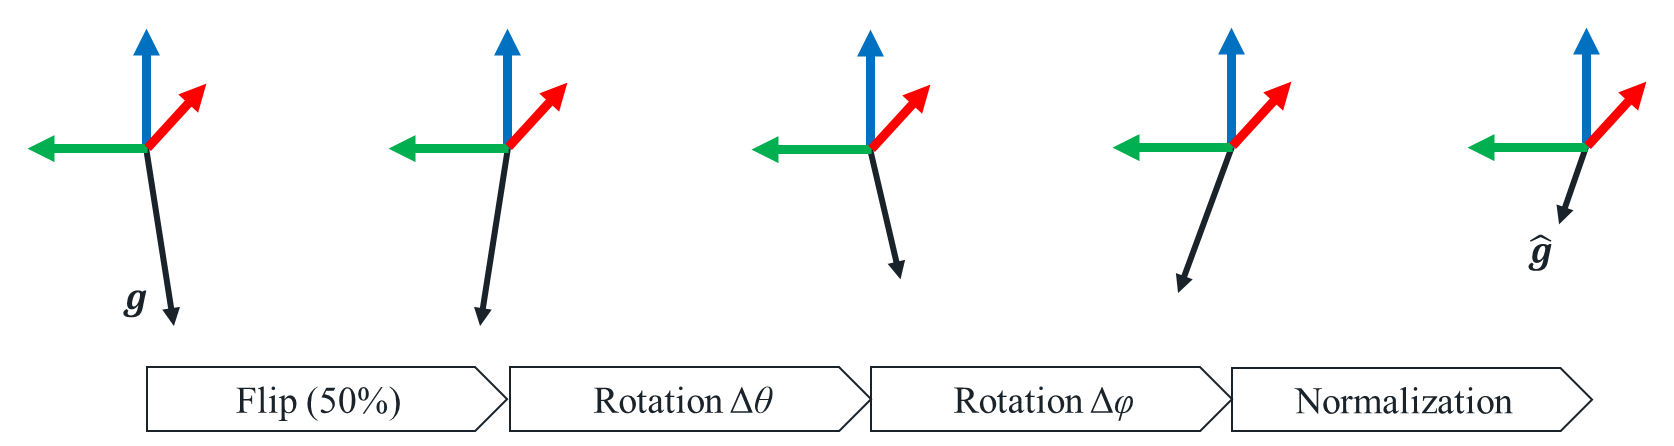 g
ĝ
Flip (50%)
Rotation Δθ
Rotation Δφ
Normalization